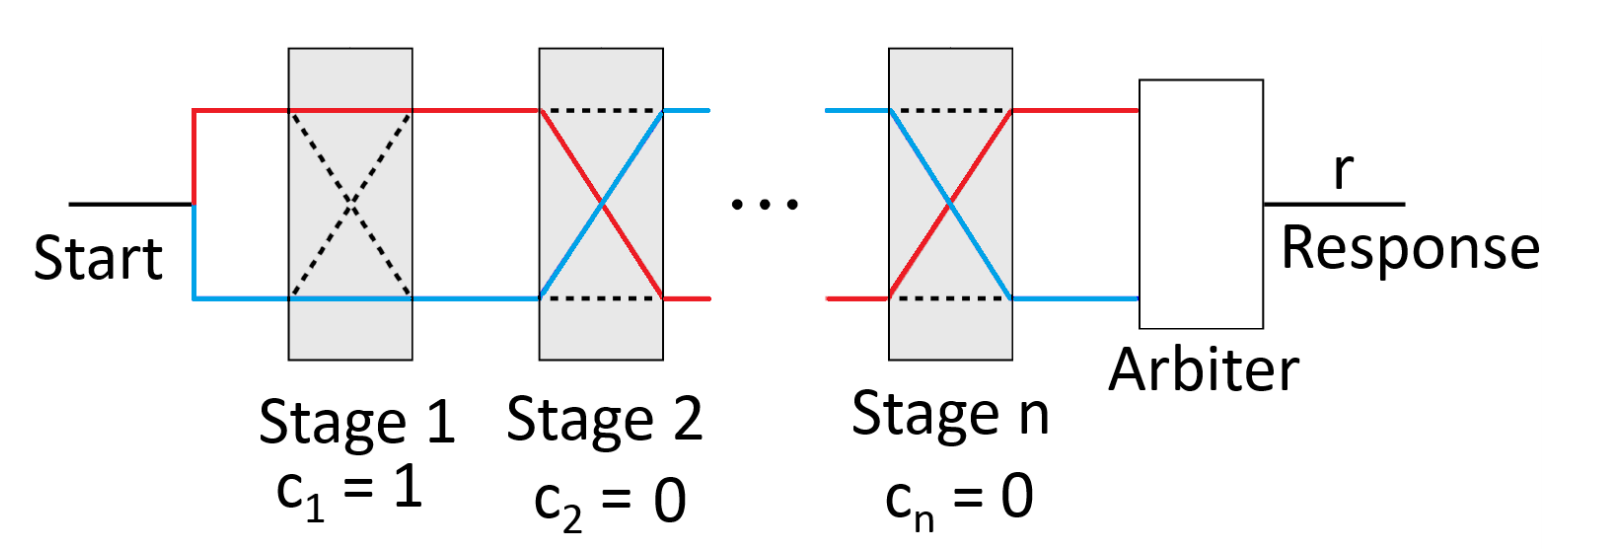 Start
Stage 1
c₁ = 1
Stage 2
c₂ = 0
...
Stage n
cₙ = 0
Arbiter
r
Response